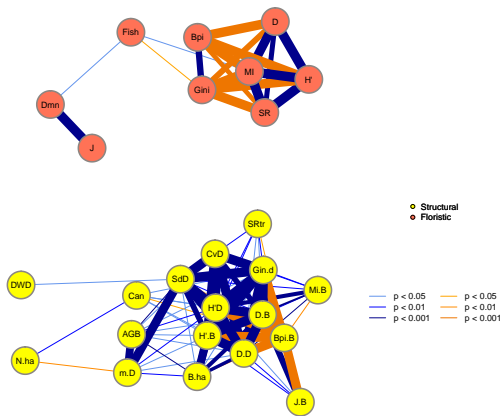 D
Fish
Bpi
MI
H'
Gini
Dmn
SR
J
Structural
Floristic
SRtr
CvD
Gin.d
SdD
DWD
Mi.B
Can
H'D
D.B
p < 0.05 p < 0.05
p < 0.01 p < 0.01
p < 0.001 p < 0.001
AGB
H'.B
Bpi.B
D.D
N.ha
m.D
B.ha
J.B